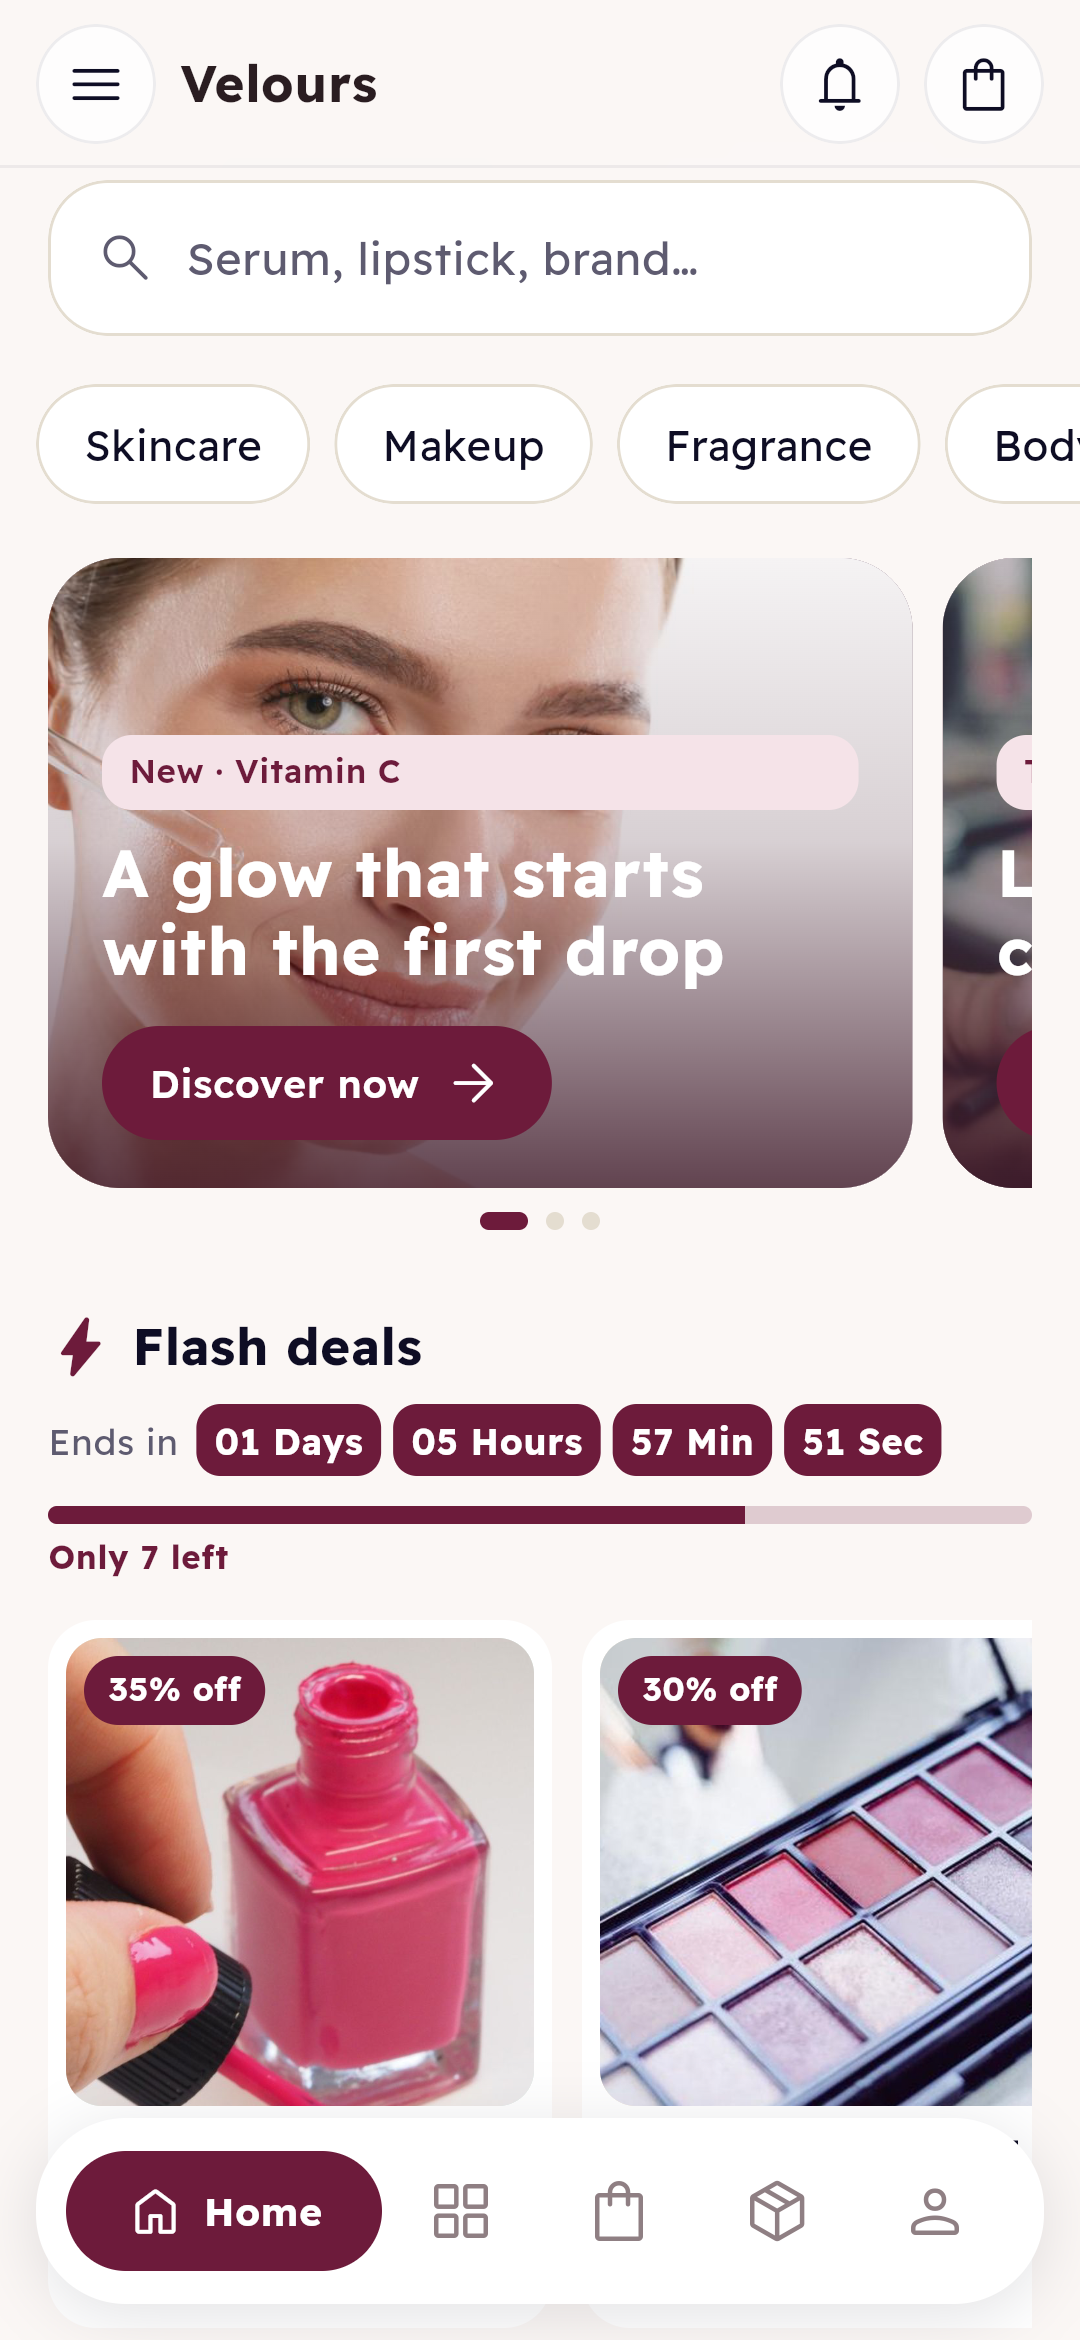 Velours
Serum, lipstick, brand...
Skincare
Makeup
Fragrance
Body
New · Vitamin C
A glow that starts
with the first drop
Discover now
Flash deals
Ends in 01 Days 05 Hours 57 Min 51 Sec
Only 7 left
35% off
30% off
Home